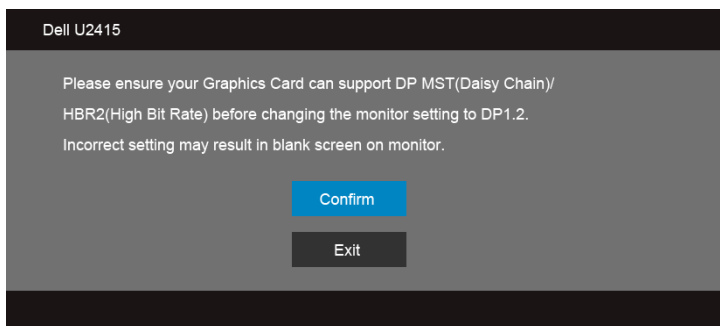 Dell U2415
Please ensure your Graphics Card can support DP MST(Daisy Chain)/
HBR2(High Bit Rate) before changing the monitor setting to DP1.2.
Incorrect setting may result in blank screen on monitor.
Confirm
Exit